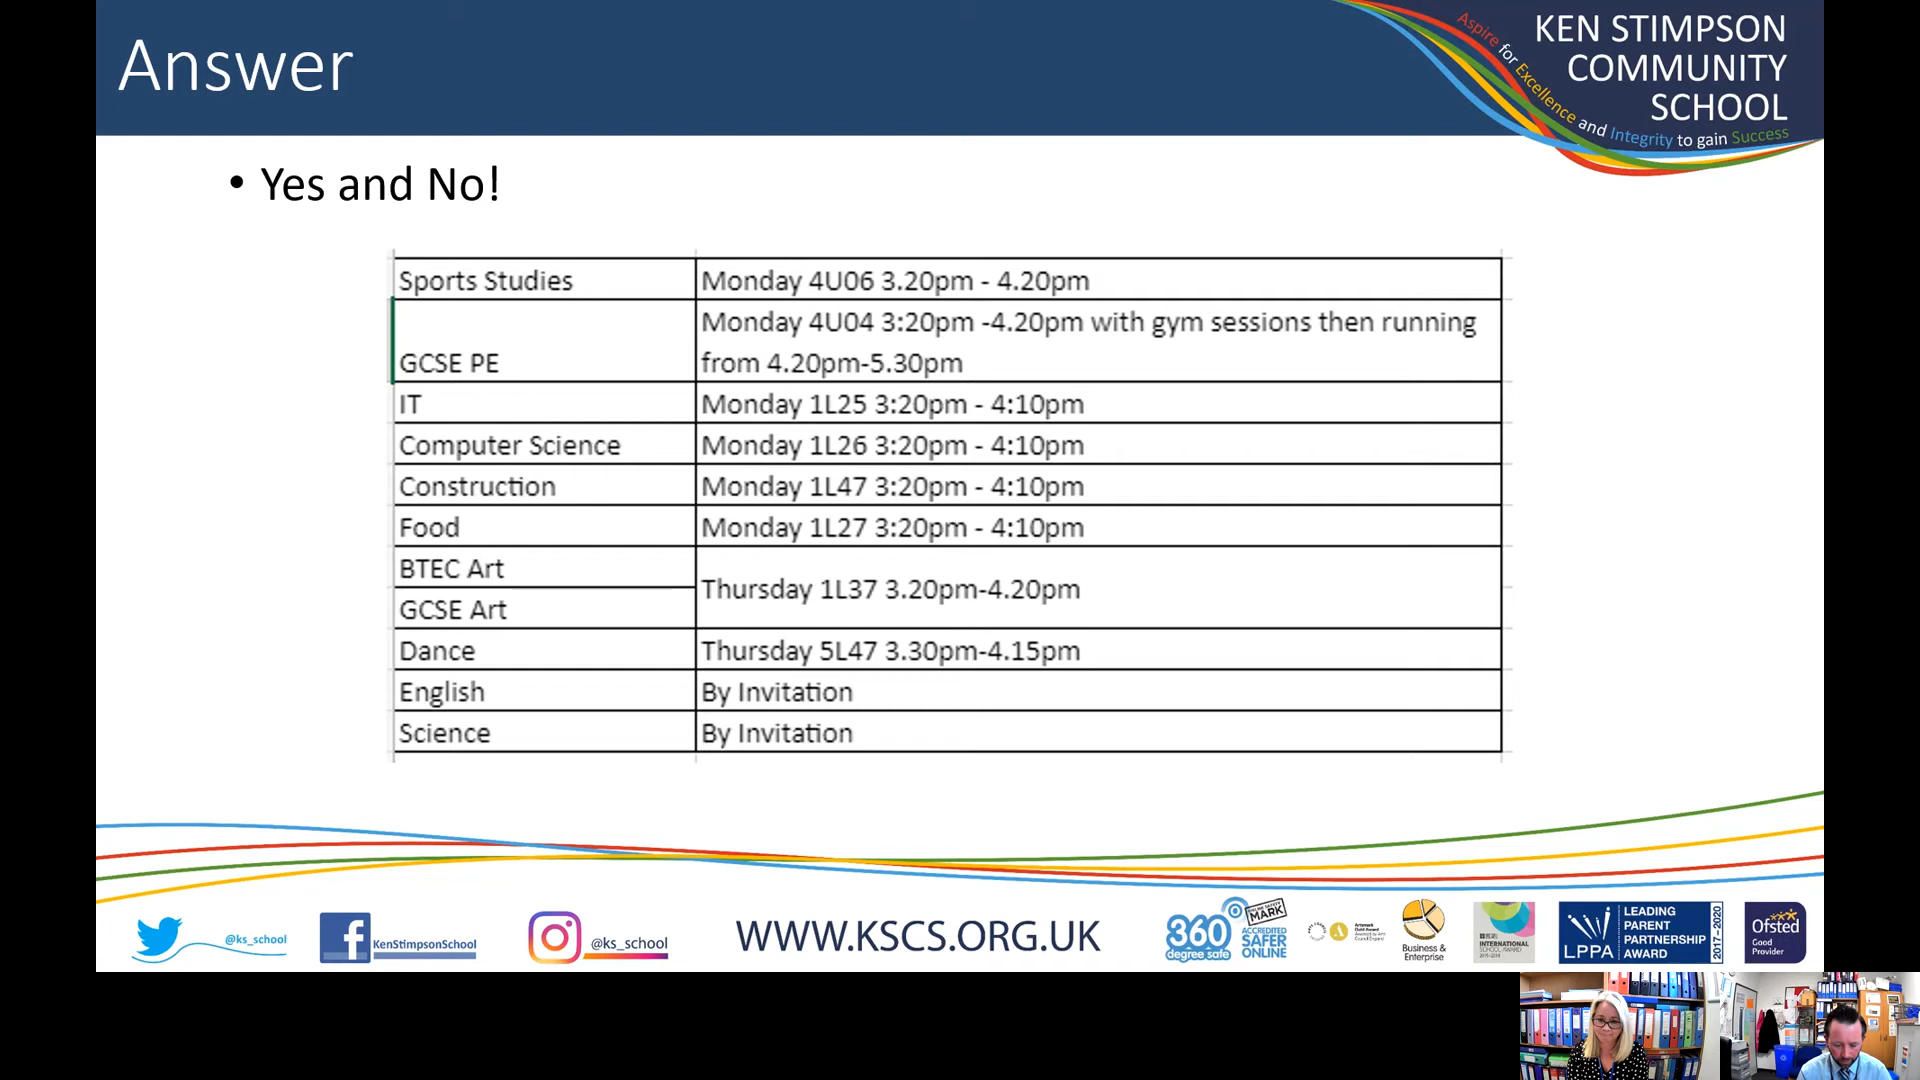 Answer
KEN STIMPSON
COMMUNITY
SCHOOL
Aspire for Excellence and Integrity to gain Success
• Yes and No!
Sports Studies
Monday 4U06 3.20pm - 4.20pm
GCSE PE
Monday 4U04 3:20pm -4.20pm with gym sessions then running
from 4.20pm-5.30pm
IT
Monday 1L25 3:20pm - 4:10pm
Computer Science
Monday 1L26 3:20pm - 4:10pm
Construction
Monday 1L47 3:20pm - 4:10pm
Food
Monday 1L27 3:20pm - 4:10pm
BTEC Art
GCSE Art
Thursday 1L37 3.20pm-4.20pm
Dance
Thursday 5L47 3.30pm-4.15pm
English
By Invitation
Science
By Invitation
@ks_school
KenStimpsonSchool
@ks_school
WWW.KSCS.ORG.UK
360
degree safe
ONLINE SAFETY
MARK
ACCREDITED
SAFER
ONLINE
Business &
Enterprise
INTERNATIONAL
SCHOOL AWARD
LPPA
LEADING
PARENT
PARTNERSHIP
AWARD
2017-2020
Ofsted
Good
Provider